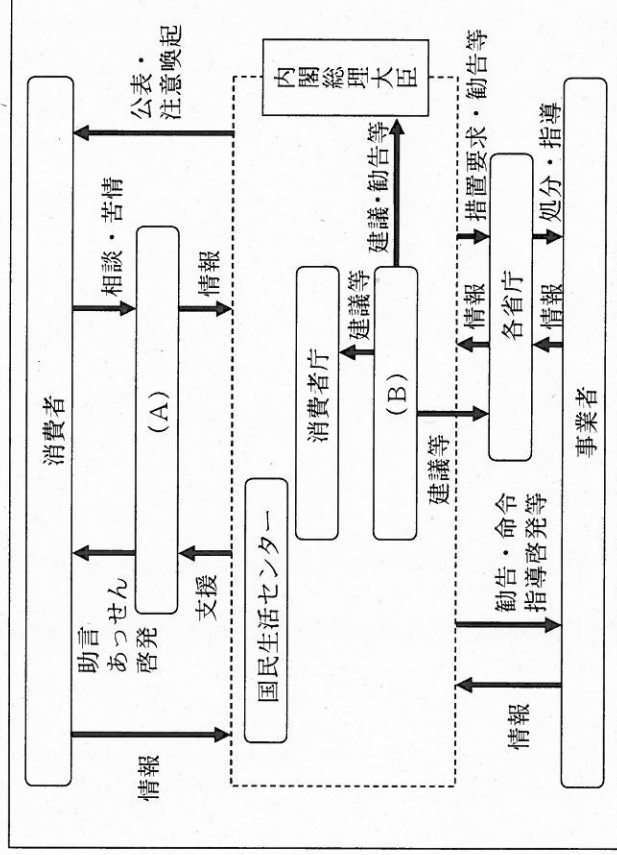 消費者
情報
助言
あっせん
啓発
相談・苦情
公表・
注意喚起
(A)
支援
情報
国民生活センター
消費者庁
内閣総理大臣
建議等
建議・勧告等
(B)
建議等
情報
勧告・命令
指導啓発等
情報
措置要求・勧告等
各省庁
情報
処分・指導
事業者